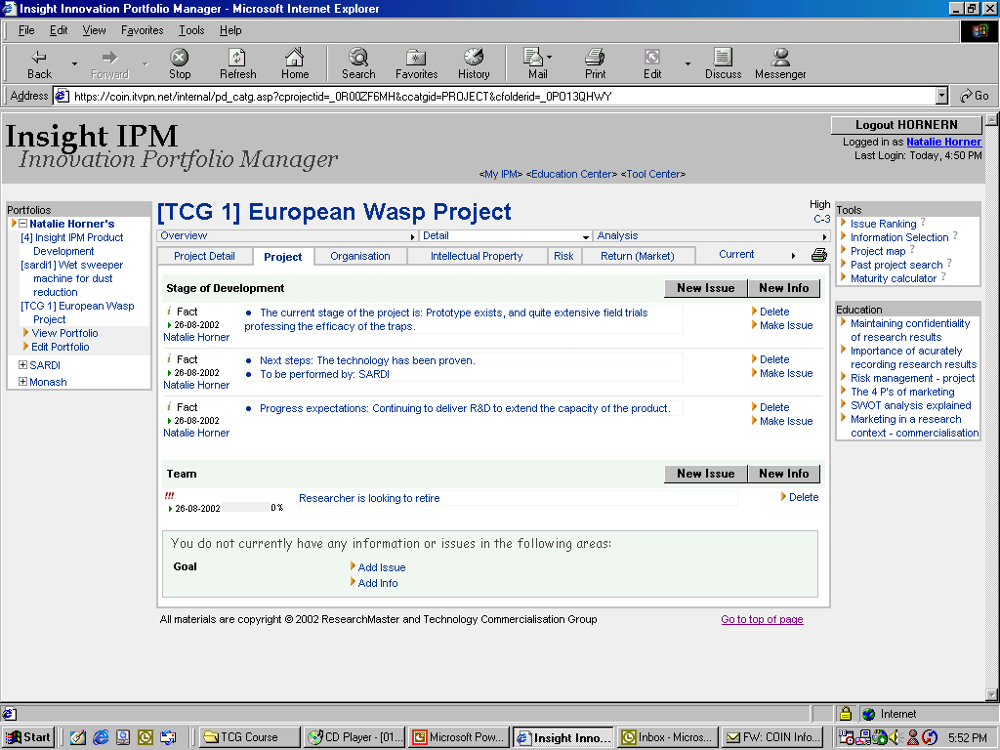 Insight Innovation Portfolio Manager - Microsoft Internet Explorer
File Edit View Favorites Tools Help
Back Forward Stop Refresh Home Search Favorites History Mail Print Edit Discuss Messenger
Address https://coin.itvpn.net/internal/pd_catg.asp?cprojectid=_0R00ZF6MH&ccatgid=PROJECT&cfolderid=_0PO13QHWY Go
Insight IPM
Innovation Portfolio Manager
Logout HORNERN
Logged in as Natalie Horner
Last Login: Today, 4:50 PM
<My IPM> <Education Center> <Tool Center>
Portfolios
Natalie Horner's
[4] Insight IPM Product
Development
[sardi1] Wet sweeper
machine for dust
reduction
[TCG 1] European Wasp
Project
View Portfolio
Edit Portfolio
SARDI
Monash
[TCG 1] European Wasp Project
High
C-3
Overview Detail Analysis
Project Detail Project Organisation Intellectual Property Risk Return (Market) Current
Stage of Development New Issue New Info
i Fact
26-08-2002
Natalie Horner
• The current stage of the project is: Prototype exists, and quite extensive field trials
professing the efficacy of the traps.
Delete
Make Issue
i Fact
26-08-2002
Natalie Horner
• Next steps: The technology has been proven.
• To be performed by: SARDI
Delete
Make Issue
i Fact
26-08-2002
Natalie Horner
• Progress expectations: Continuing to deliver R&D to extend the capacity of the product.
Delete
Make Issue
Team New Issue New Info
!!!
26-08-2002 0%
Researcher is looking to retire
Delete
You do not currently have any information or issues in the following areas:
Goal
Add Issue
Add Info
All materials are copyright © 2002 ResearchMaster and Technology Commercialisation Group
Go to top of page
Tools
Issue Ranking ?
Information Selection ?
Project map ?
Past project search ?
Maturity calculator ?
Education
Maintaining confidentiality
of research results
Importance of acurately
recording research results
Risk management - project
The 4 P's of marketing
SWOT analysis explained
Marketing in a research
context - commercialisation
Internet
Start TCG Course CD Player - [01... Microsoft Pow... Insight Inno... Inbox - Micros... FW: COIN Info... 5:52 PM